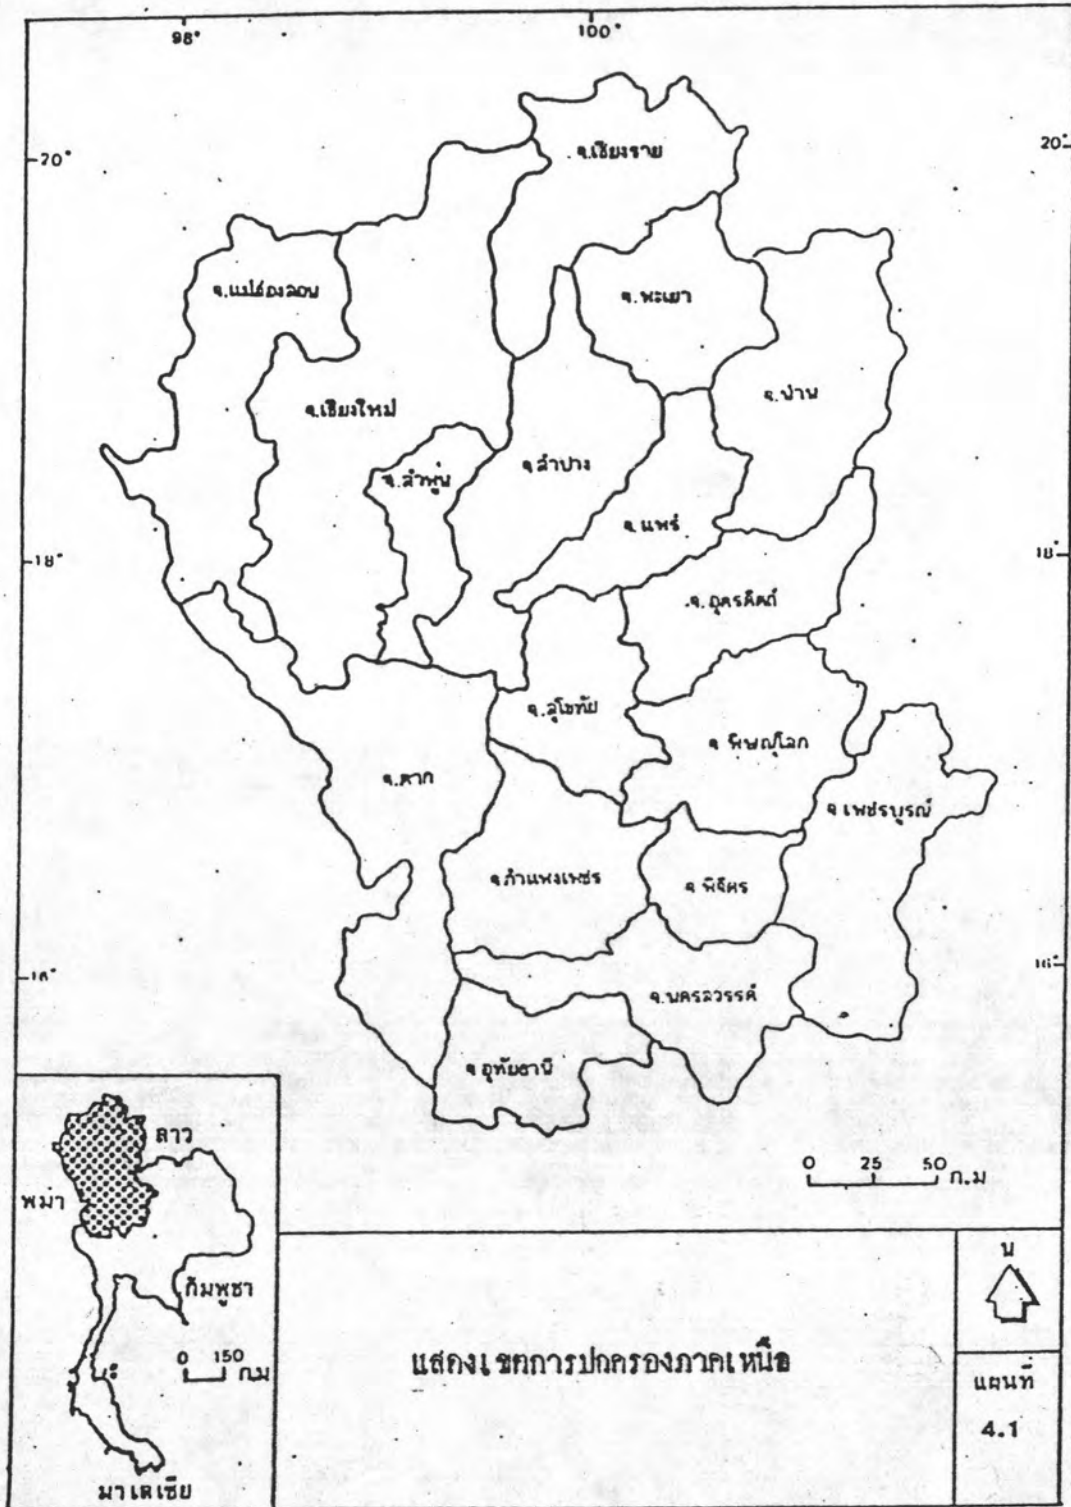 98°
100°
20°
20°
จ.เชียงราย
จ.แม่ฮ่องสอน
จ.พะเยา
จ.น่าน
จ.เชียงใหม่
จ.ลำพูน
จ.ลำปาง
จ.แพร่
18°
18°
จ.อุตรดิตถ์
จ.สุโขทัย
จ.พิษณุโลก
จ.ตาก
จ.เพชรบูรณ์
จ.กำแพงเพชร
จ.พิจิตร
16°
16°
จ.นครสวรรค์
จ.อุทัยธานี
ลาว
0 25 50 ก.ม
พม่า
กัมพูชา
0 150 ก.ม
มาเลเซีย
แสดงเขตการปกครองภาคเหนือ
น
แผนที่
4.1